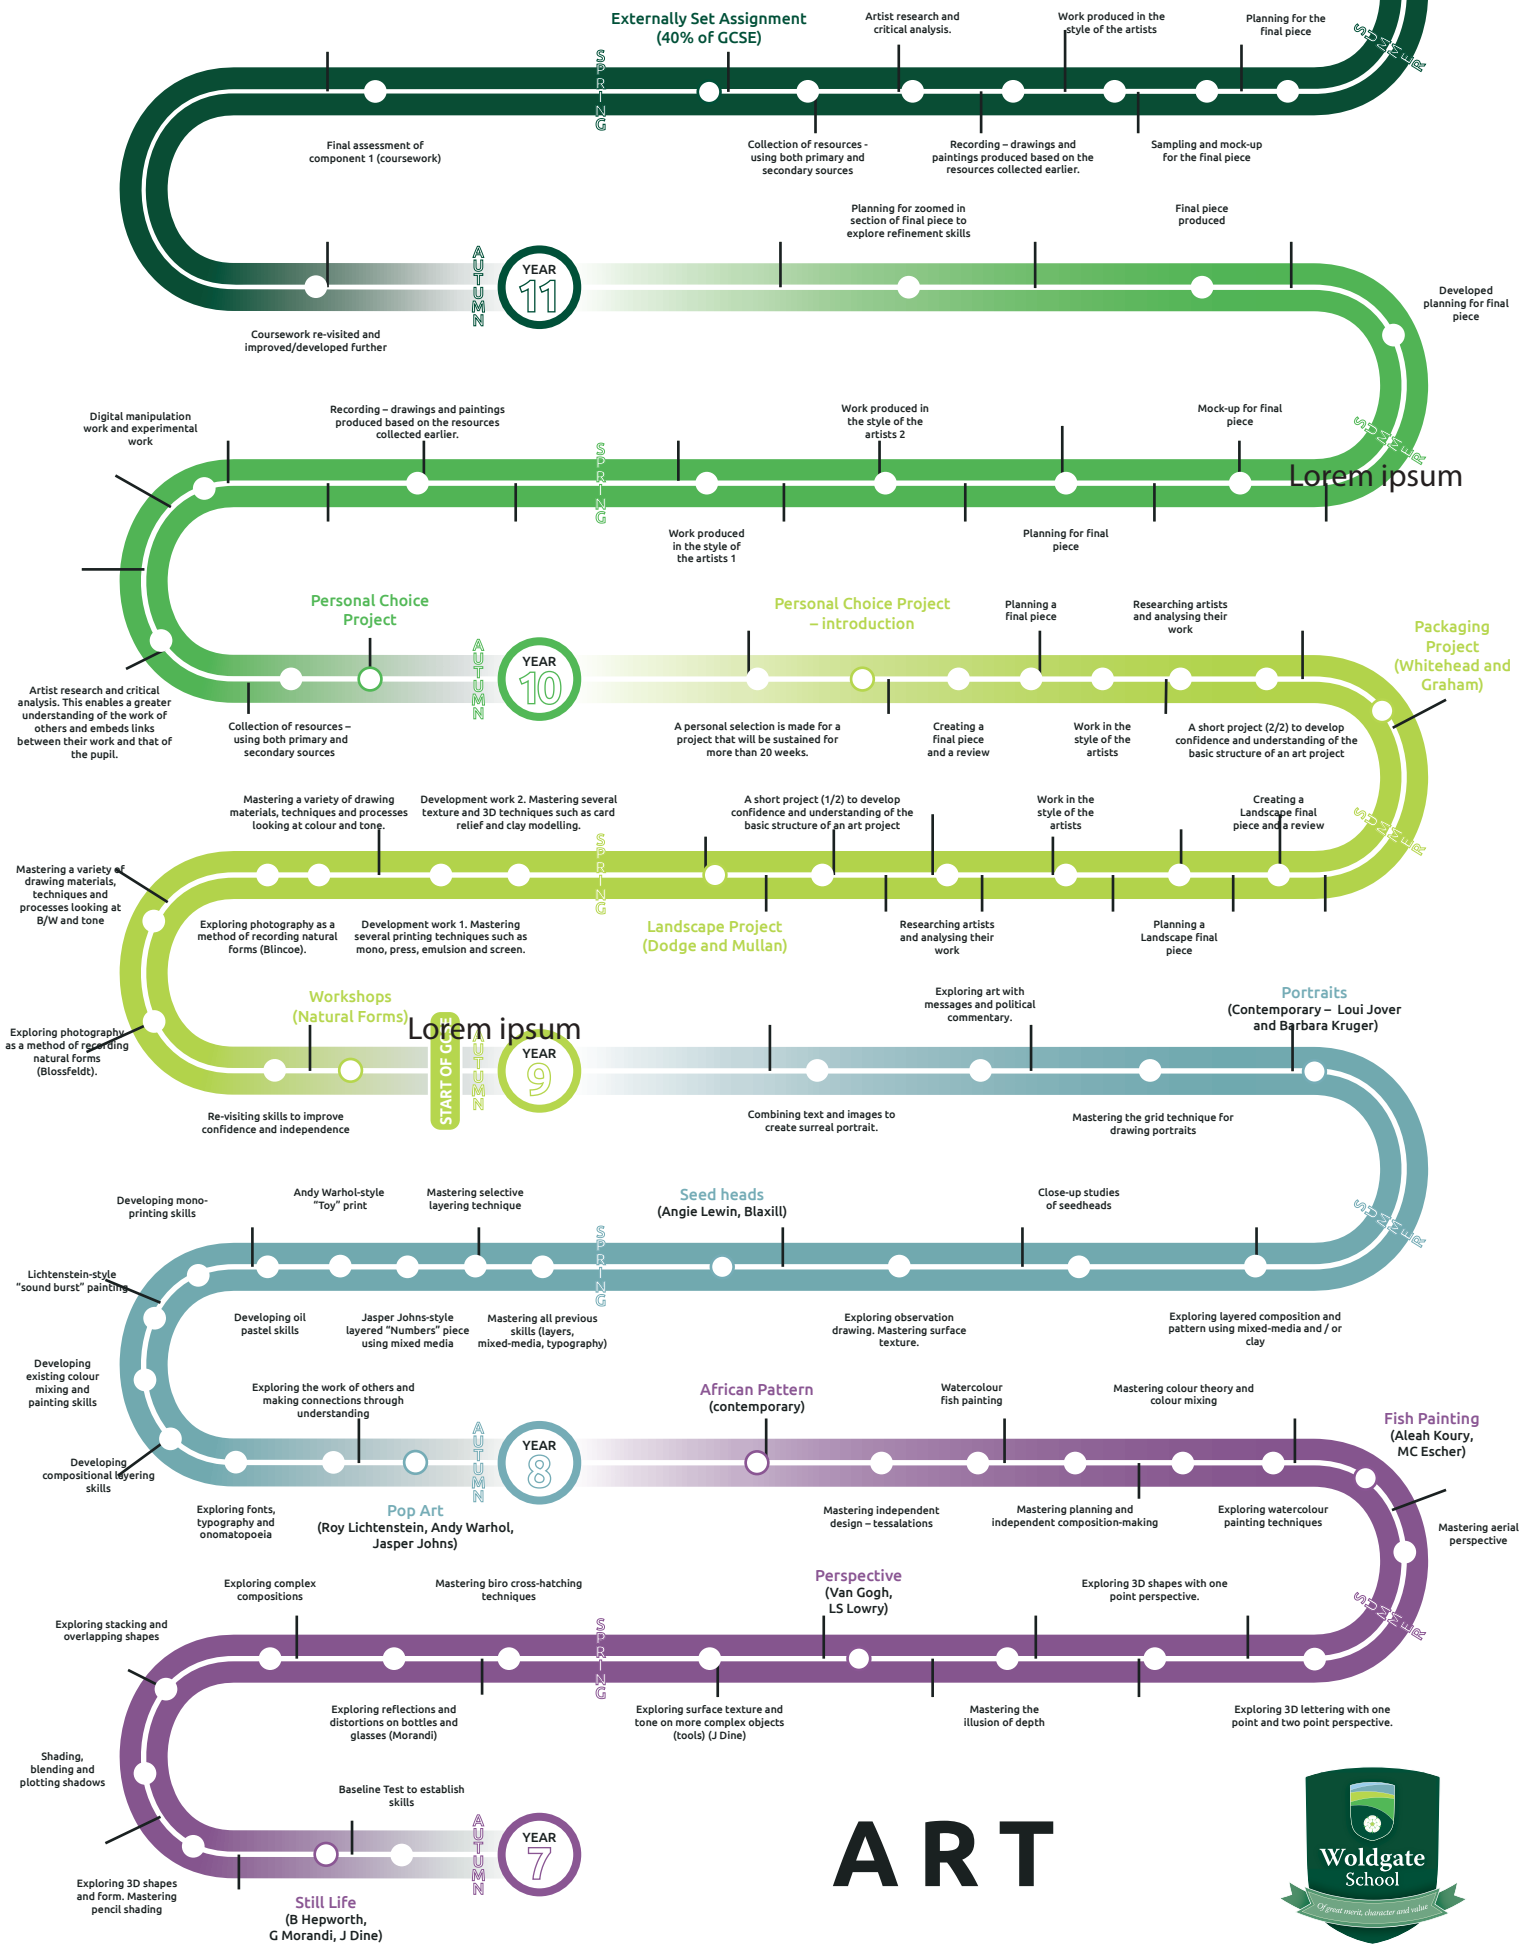 Externally Set Assignment
(40% of GCSE)
Artist research and
critical analysis.
Work produced in the
style of the artists
Planning for the
final piece
SUMMER
SPRING
Final assessment of
component 1 (coursework)
Collection of resources -
using both primary and
secondary sources
Recording – drawings and
paintings produced based on the
resources collected earlier.
Sampling and mock-up
for the final piece
Planning for zoomed in
section of final piece to
explore refinement skills
Final piece
produced
AUTUMN
YEAR
11
Developed
planning for final
piece
Coursework re-visited and
improved/developed further
Digital manipulation
work and experimental
work
Recording – drawings and paintings
produced based on the resources
collected earlier.
Work produced in
the style of the
artists 2
Mock-up for final
piece
SUMMER
SPRING
Lorem ipsum
Work produced
in the style of
the artists 1
Planning for final
piece
Personal Choice
Project
Personal Choice Project
– introduction
Planning a
final piece
Researching artists
and analysing their
work
Packaging
Project
(Whitehead and
Graham)
AUTUMN
YEAR
10
Artist research and critical
analysis. This enables a greater
understanding of the work of
others and embeds links
between their work and that of
the pupil.
Collection of resources –
using both primary and
secondary sources
A personal selection is made for a
project that will be sustained for
more than 20 weeks.
Creating a
final piece
and a review
Work in the
style of the
artists
A short project (2/2) to develop
confidence and understanding of the
basic structure of an art project
Mastering a variety of drawing
materials, techniques and processes
looking at colour and tone.
Development work 2. Mastering several
texture and 3D techniques such as card
relief and clay modelling.
A short project (1/2) to develop
confidence and understanding of the
basic structure of an art project
Work in the
style of the
artists
Creating a
Landscape final
piece and a review
SUMMER
SPRING
Mastering a variety of
drawing materials,
techniques and
processes looking at
B/W and tone
Exploring photography as a
method of recording natural
forms (Blincoe).
Development work 1. Mastering
several printing techniques such as
mono, press, emulsion and screen.
Landscape Project
(Dodge and Mullan)
Researching artists
and analysing their
work
Planning a
Landscape final
piece
Workshops
(Natural Forms)
Lorem ipsum
START OF GCSE
AUTUMN
YEAR
9
Exploring art with
messages and political
commentary.
Portraits
(Contemporary – Loui Jover
and Barbara Kruger)
Exploring photography
as a method of recording
natural forms
(Blossfeldt).
Re-visiting skills to improve
confidence and independence
Combining text and images to
create surreal portrait.
Mastering the grid technique for
drawing portraits
Developing mono-
printing skills
Andy Warhol-style
“Toy” print
Mastering selective
layering technique
Seed heads
(Angie Lewin, Blaxill)
Close-up studies
of seedheads
SUMMER
SPRING
Lichtenstein-style
“sound burst” painting
Developing oil
pastel skills
Jasper Johns-style
layered “Numbers” piece
using mixed media
Mastering all previous
skills (layers,
mixed-media, typography)
Exploring observation
drawing. Mastering surface
texture.
Exploring layered composition and
pattern using mixed-media and / or
clay
Developing
existing colour
mixing and
painting skills
Exploring the work of others and
making connections through
understanding
African Pattern
(contemporary)
Watercolour
fish painting
Mastering colour theory and
colour mixing
Fish Painting
(Aleah Koury,
MC Escher)
AUTUMN
YEAR
8
Developing
compositional layering
skills
Exploring fonts,
typography and
onomatopoeia
Pop Art
(Roy Lichtenstein, Andy Warhol,
Jasper Johns)
Mastering independent
design – tessalations
Mastering planning and
independent composition-making
Exploring watercolour
painting techniques
Mastering aerial
perspective
Exploring complex
compositions
Mastering biro cross-hatching
techniques
Perspective
(Van Gogh,
LS Lowry)
Exploring 3D shapes with one
point perspective.
SUMMER
SPRING
Exploring stacking and
overlapping shapes
Exploring reflections and
distortions on bottles and
glasses (Morandi)
Exploring surface texture and
tone on more complex objects
(tools) (J Dine)
Mastering the
illusion of depth
Exploring 3D lettering with one
point and two point perspective.
Shading,
blending and
plotting shadows
Baseline Test to establish
skills
AUTUMN
YEAR
7
Exploring 3D shapes
and form. Mastering
pencil shading
Still Life
(B Hepworth,
G Morandi, J Dine)
ART
Woldgate
School
Of great merit, character and value